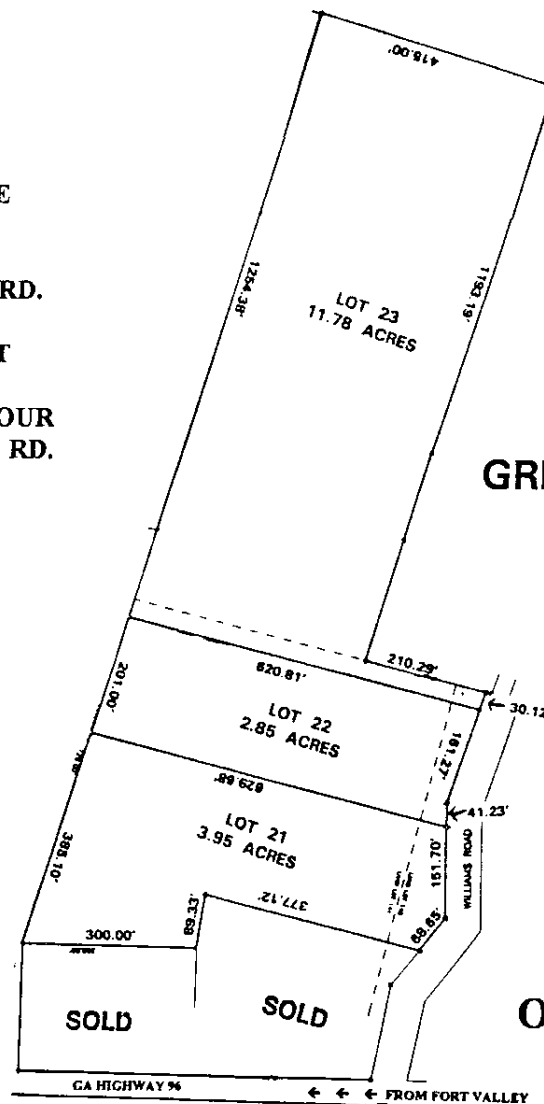 415.00'
E
RD.
T
OUR
RD.
1254.38'
1193.19'
LOT 23
11.78 ACRES
GRI
210.29'
620.81'
30.12
201.00'
LOT 22
2.85 ACRES
161.27'
629.68'
41.23'
LOT 21
3.95 ACRES
151.70'
WILLIAMS ROAD
385.10'
377.12'
89.33'
68.65'
300.00'
SOLD
SOLD
O
GA HIGHWAY 96
← ← ← FROM FORT VALLEY